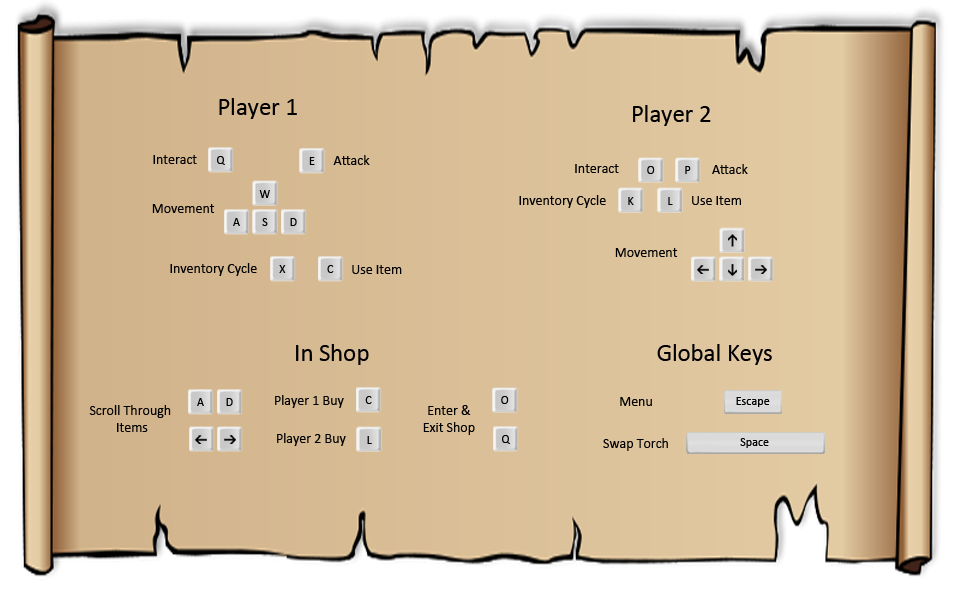 Player 1
Interact Q E Attack
W
Movement
A S D
Inventory Cycle X C Use Item
Player 2
Interact O P Attack
Inventory Cycle K L Use Item
↑
Movement
← ↓ →
In Shop
Scroll Through
Items
A D
← →
Player 1 Buy C
Player 2 Buy L
Enter &
Exit Shop
O
Q
Global Keys
Menu Escape
Swap Torch Space